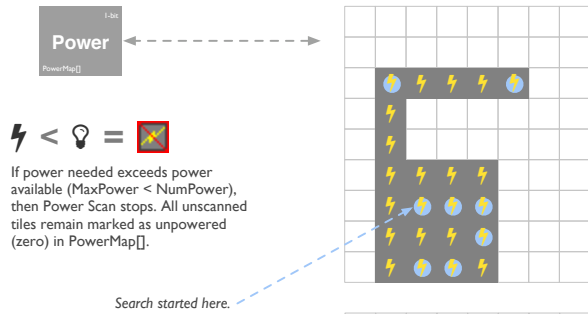 1-bit
Power
PowerMap[]
< =
If power needed exceeds power
available (MaxPower < NumPower),
then Power Scan stops. All unscanned
tiles remain marked as unpowered
(zero) in PowerMap[].
Search started here.